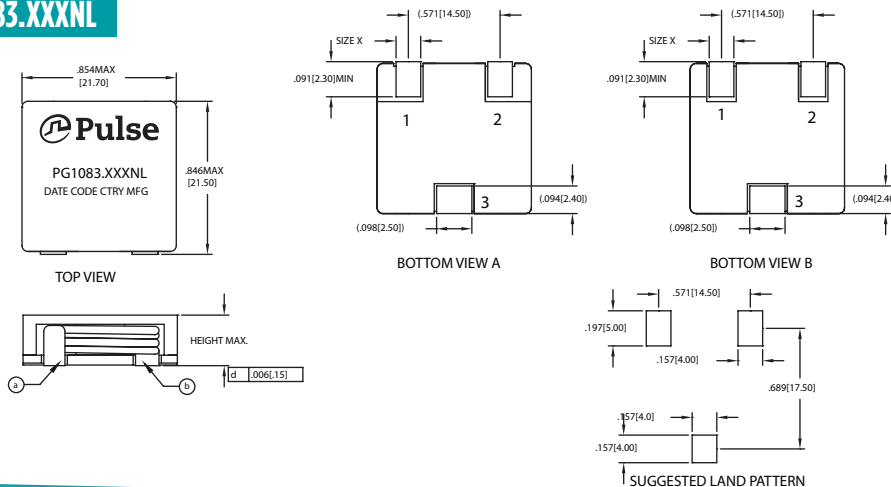 83.XXXNL
.854MAX
[21.70]
Pulse
PG1083.XXXNL
DATE CODE CTRY MFG
.846MAX
[21.50]
TOP VIEW
(.571[14.50])
SIZE X
.091[2.30]MIN
1
2
3
(.094[2.40])
(.098[2.50])
BOTTOM VIEW A
(.571[14.50])
SIZE X
.091[2.30]MIN
1
2
3
(.094[2.40
(.098[2.50])
BOTTOM VIEW B
HEIGHT MAX.
a
b
d .006[.15]
.571[14.50]
.197[5.00]
.157[4.00]
.689[17.50]
.157[4.0]
.157[4.00]
SUGGESTED LAND PATTERN